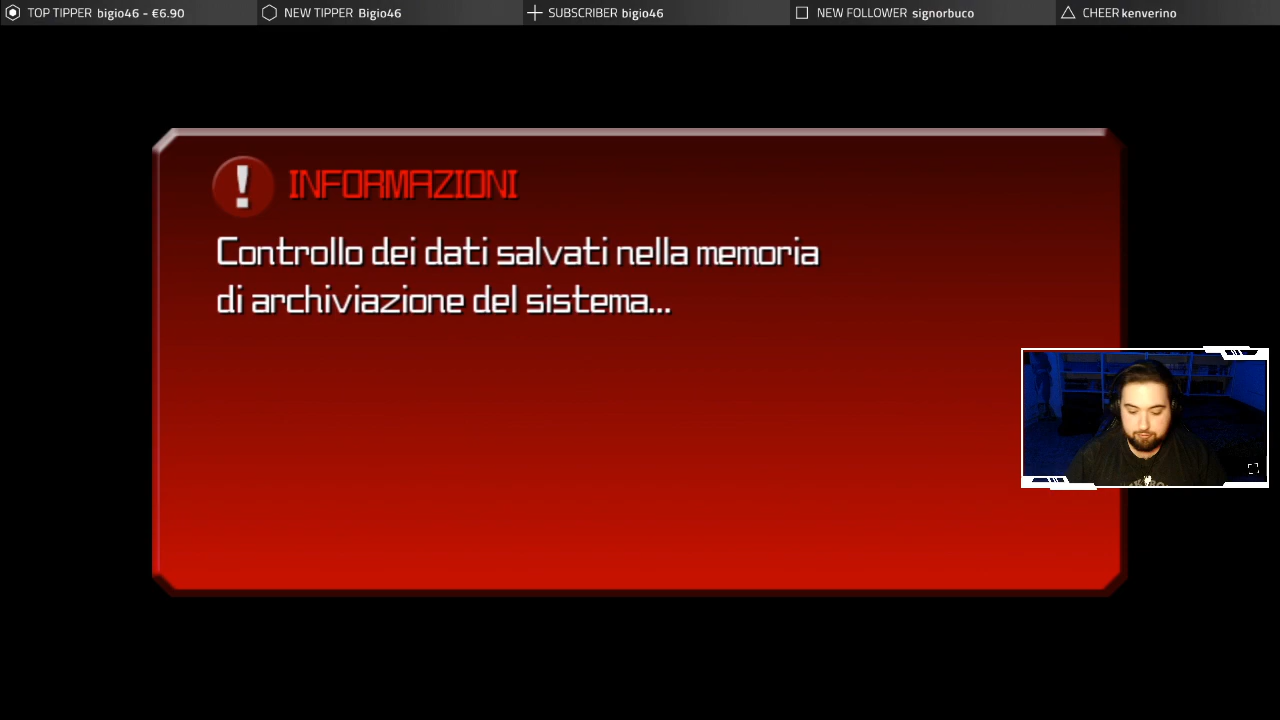 TOP TIPPER bigio46 - €6.90
NEW TIPPER Bigio46
SUBSCRIBER bigio46
NEW FOLLOWER signorbuco
CHEER kenverino
! INFORMAZIONI
Controllo dei dati salvati nella memoria
di archiviazione del sistema...